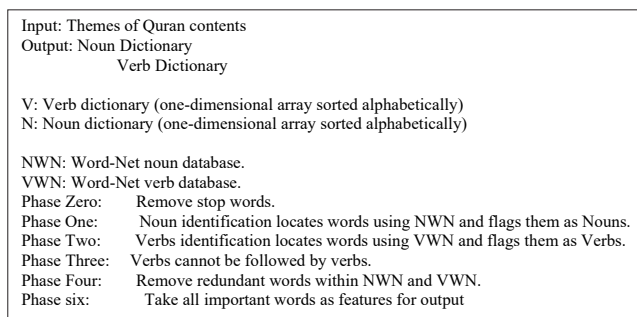 Input: Themes of Quran contents
Output: Noun Dictionary
Verb Dictionary
V: Verb dictionary (one-dimensional array sorted alphabetically)
N: Noun dictionary (one-dimensional array sorted alphabetically)
NWN: Word-Net noun database.
VWN: Word-Net verb database.
Phase Zero: Remove stop words.
Phase One: Noun identification locates words using NWN and flags them as Nouns.
Phase Two: Verbs identification locates words using VWN and flags them as Verbs.
Phase Three: Verbs cannot be followed by verbs.
Phase Four: Remove redundant words within NWN and VWN.
Phase six: Take all important words as features for output